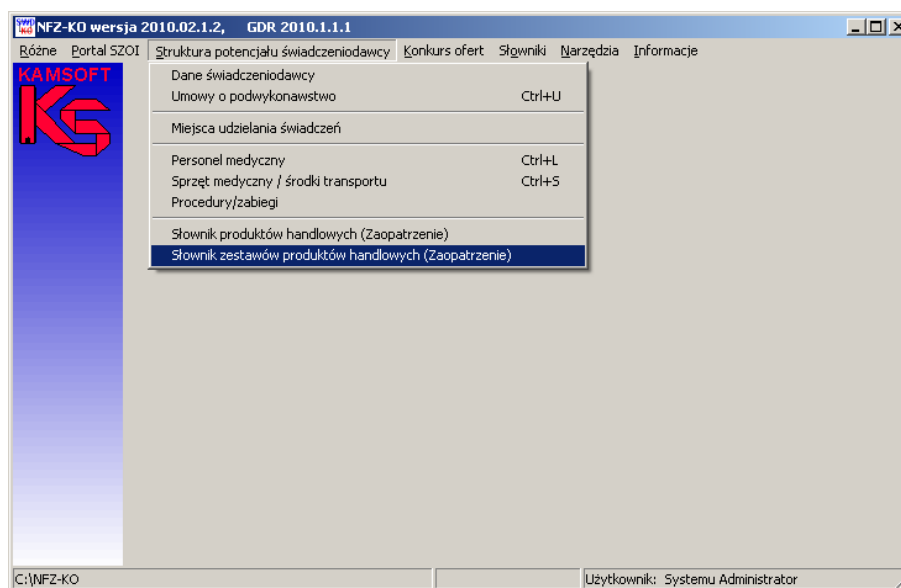 NFZ-KO wersja 2010.02.1.2, GDR 2010.1.1.1
Różne Portal SZOI Struktura potencjału świadczeniodawcy Konkurs ofert Słowniki Narzędzia Informacje
KAMSOFT
KS
Dane świadczeniodawcy
Umowy o podwykonawstwo Ctrl+U
Miejsca udzielania świadczeń
Personel medyczny Ctrl+L
Sprzęt medyczny / środki transportu Ctrl+S
Procedury/zabiegi
Słownik produktów handlowych (Zaopatrzenie)
Słownik zestawów produktów handlowych (Zaopatrzenie)
C:\NFZ-KO Użytkownik: Systemu Administrator